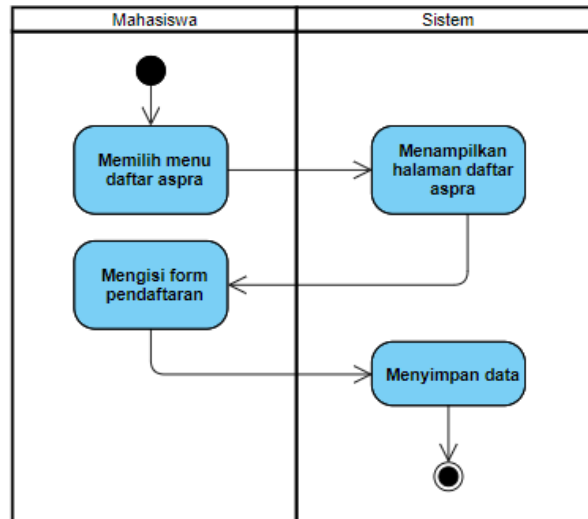 Mahasiswa
Sistem
Memilih menu
daftar aspra
Menampilkan
halaman daftar
aspra
Mengisi form
pendaftaran
Menyimpan data